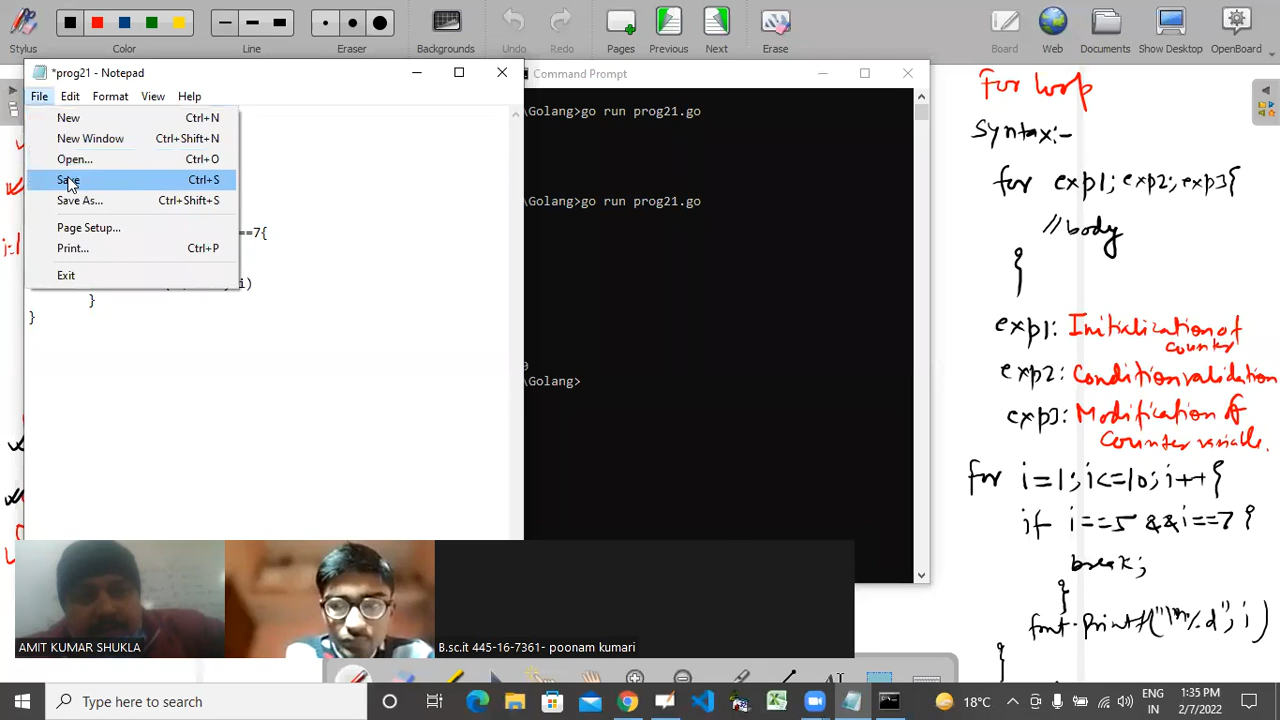 Stylus
Color
Line
Eraser
Backgrounds
Undo
Redo
Pages
Previous
Next
Erase
Board
Web
Documents
Show Desktop
OpenBoard
*prog21 - Notepad
File Edit Format View Help
New Ctrl+N
New Window Ctrl+Shift+N
Open... Ctrl+O
Save Ctrl+S
Save As... Ctrl+Shift+S
Page Setup...
Print... Ctrl+P
Exit
==7{
i)
}
}
Command Prompt
\Golang>go run prog21.go
\Golang>go run prog21.go
0
\Golang>
For loop
Syntax:-
for exp1; exp2; exp3{
//body
}
exp1: Initialization of
counter
exp2: Condition validation
exp3: Modification of
Counter variable.
for i=1; i<=10; i++{
if i==5 && i==7 {
break;
}
fmt.Printf("\n%d", i)
i=1
AMIT KUMAR SHUKLA
B.sc.it 445-16-7361- poonam kumari
Type here to search
18°C
ENG
IN
1:35 PM
2/7/2022